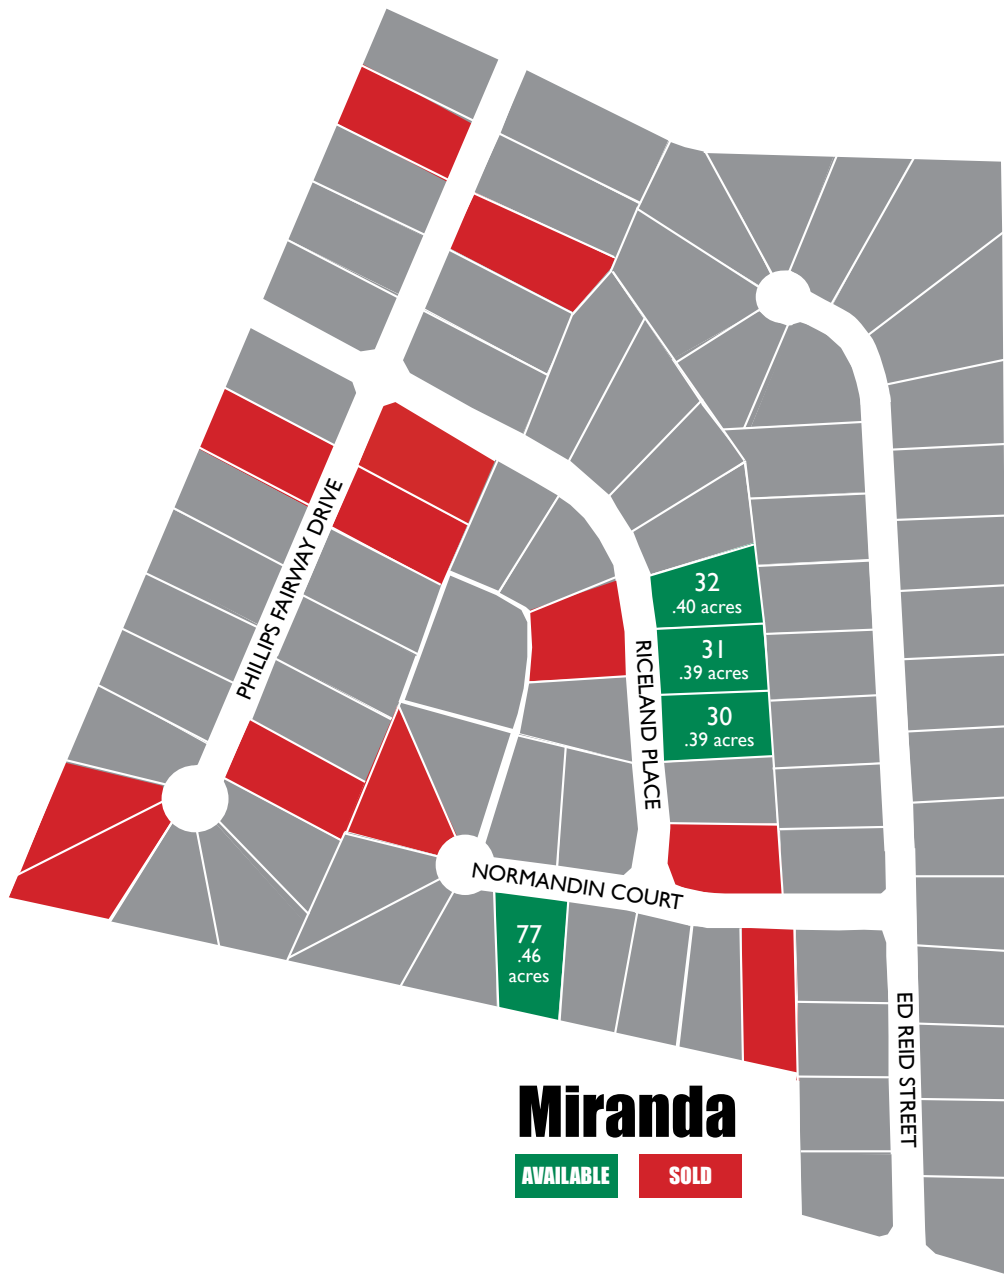 PHILLIPS FAIRWAY DRIVE
32
.40 acres
31
.39 acres
30
.39 acres
RICELAND PLACE
NORMANDIN COURT
77
.46
acres
ED REID STREET
Miranda
AVAILABLE
SOLD